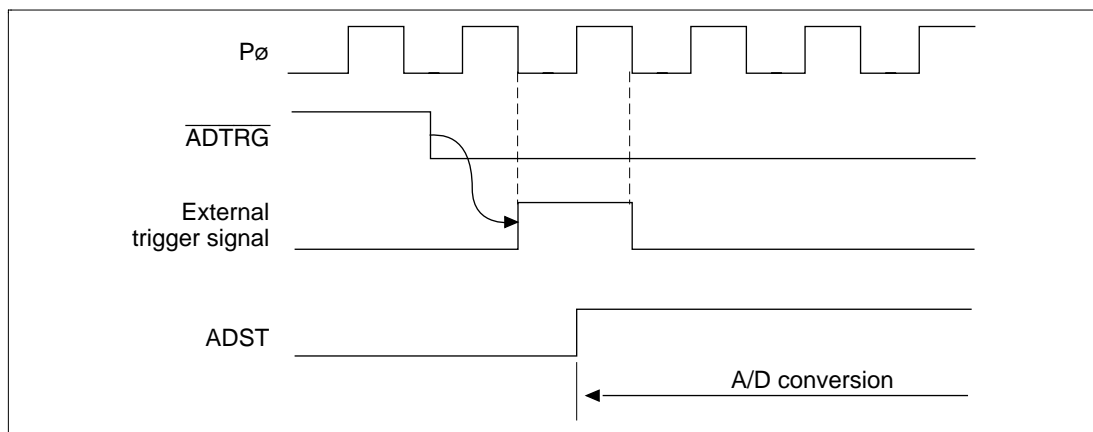 Pø
ADTRG
External
trigger signal
ADST
A/D conversion